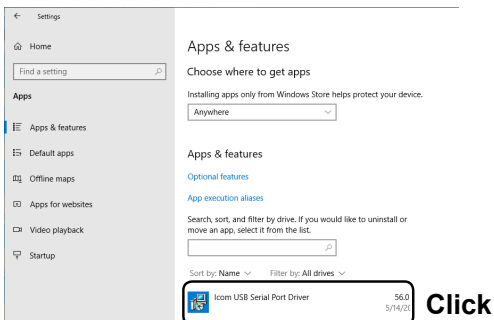 Settings
Home
Find a setting
Apps
Apps & features
Default apps
Offline maps
Apps for websites
Video playback
Startup
Apps & features
Choose where to get apps
Installing apps only from Windows Store helps protect your device.
Anywhere
Apps & features
Optional features
App execution aliases
Search, sort, and filter by drive. If you would like to uninstall or
move an app, select it from the list.
Sort by: Name Filter by: All drives
Icom USB Serial Port Driver 56.0
5/14/20
Click